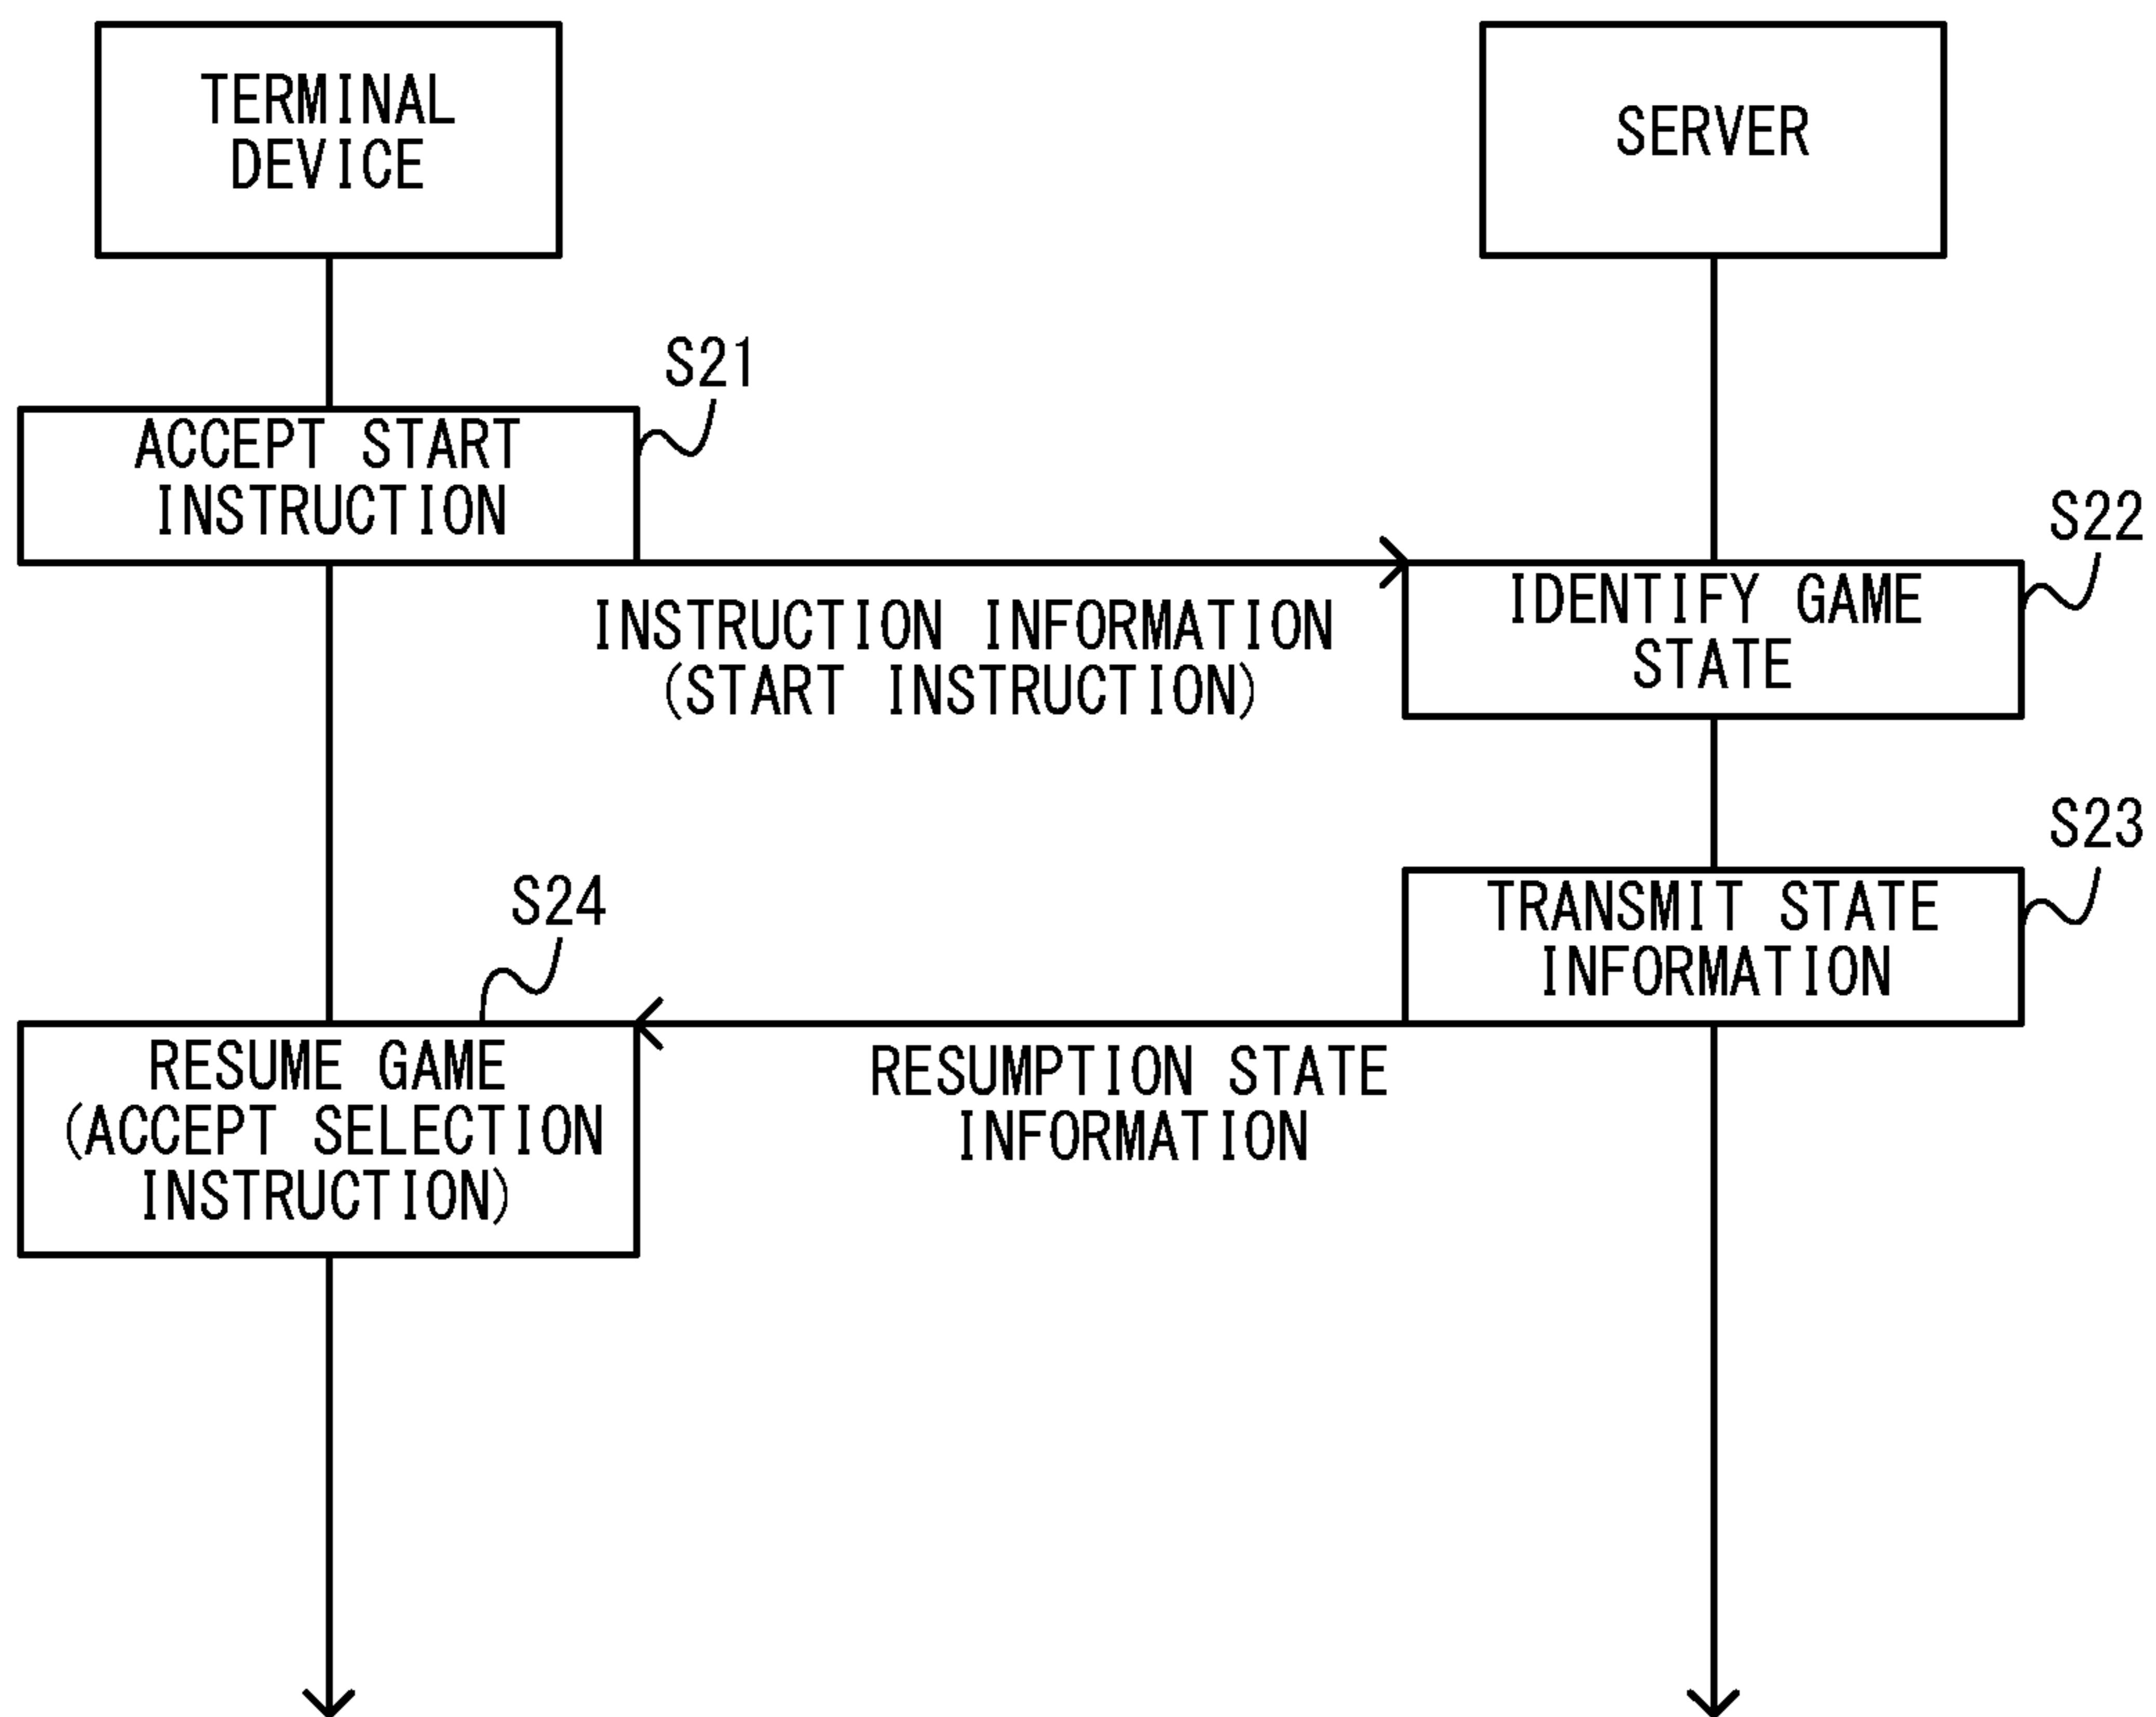 TERMINAL
DEVICE
SERVER
S21
ACCEPT START
INSTRUCTION
S22
INSTRUCTION INFORMATION
(START INSTRUCTION)
IDENTIFY GAME
STATE
S23
TRANSMIT STATE
INFORMATION
S24
RESUME GAME
(ACCEPT SELECTION
INSTRUCTION)
RESUMPTION STATE
INFORMATION